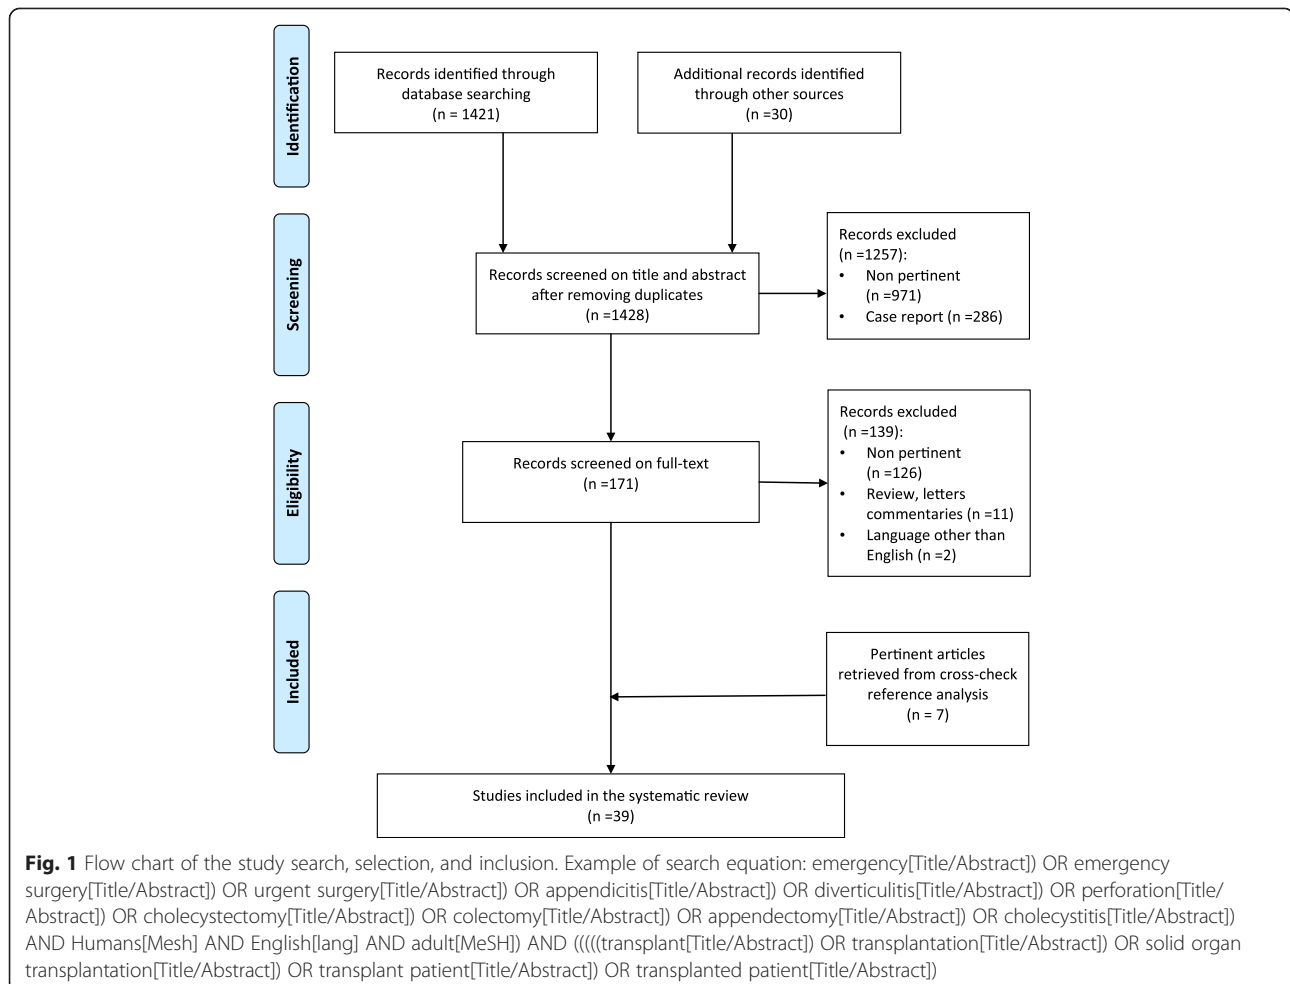 Identification
Records identified through
database searching
(n = 1421)
Additional records identified
through other sources
(n =30)
Screening
Records screened on title and abstract
after removing duplicates
(n =1428)
Records excluded
(n =1257):
• Non pertinent
(n =971)
• Case report (n =286)
Eligibility
Records screened on full-text
(n =171)
Records excluded
(n =139):
• Non pertinent
(n =126)
• Review, letters
commentaries (n =11)
• Language other than
English (n =2)
Included
Pertinent articles
retrieved from cross-check
reference analysis
(n = 7)
Studies included in the systematic review
(n =39)
Fig. 1 Flow chart of the study search, selection, and inclusion. Example of search equation: emergency[Title/Abstract]) OR emergency
surgery[Title/Abstract]) OR urgent surgery[Title/Abstract]) OR appendicitis[Title/Abstract]) OR diverticulitis[Title/Abstract]) OR perforation[Title/
Abstract]) OR cholecystectomy[Title/Abstract]) OR colectomy[Title/Abstract]) OR appendectomy[Title/Abstract]) OR cholecystitis[Title/Abstract])
AND Humans[Mesh] AND English[lang] AND adult[MeSH]) AND (((((transplant[Title/Abstract]) OR transplantation[Title/Abstract]) OR solid organ
transplantation[Title/Abstract]) OR transplant patient[Title/Abstract]) OR transplanted patient[Title/Abstract])